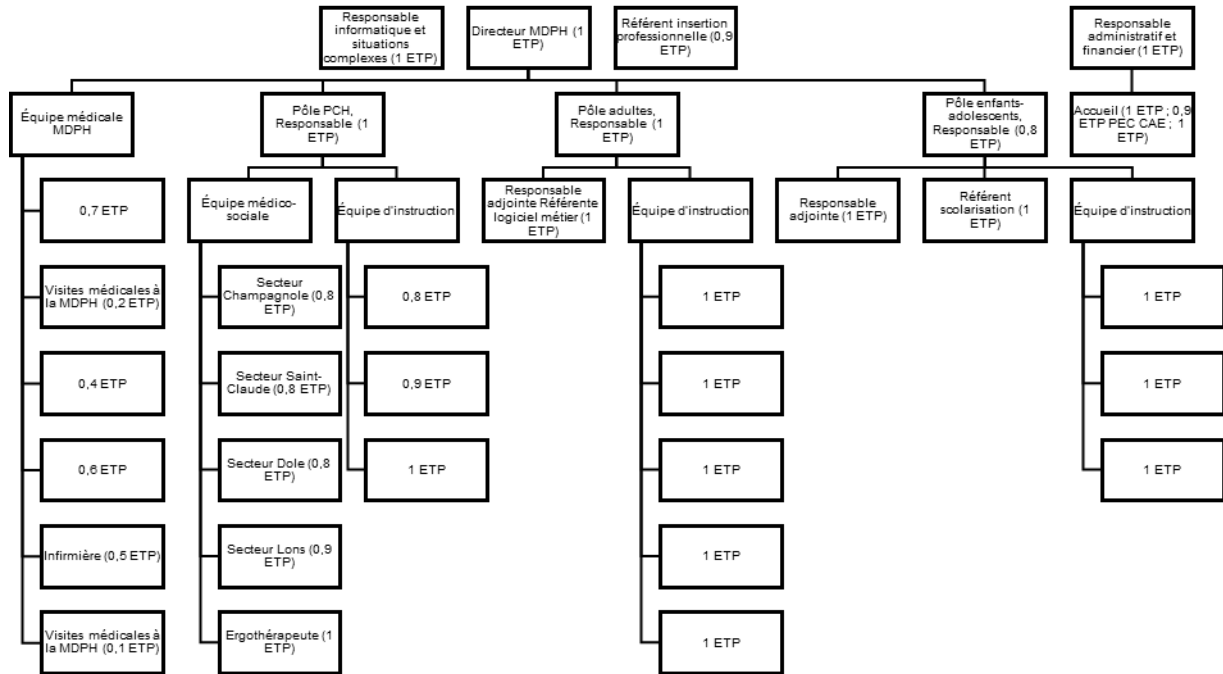 Responsable
informatique et
situations
complexes (1 ETP)
Directeur MDPH (1
ETP)
Référent insertion
professionnelle (0,9
ETP)
Responsable
administratif et
financier (1 ETP)
Équipe médicale
MDPH
Pôle PCH,
Responsable (1
ETP)
Pôle adultes,
Responsable (1
ETP)
Pôle enfants-
adolescents,
Responsable (0,8
ETP)
Accueil (1 ETP ; 0,9
ETP PEC CAE ; 1
ETP)
0,7 ETP
Équipe médico-
sociale
Équipe d'instruction
Responsable
adjointe Référente
logiciel métier (1
ETP)
Équipe d'instruction
Responsable
adjointe (1 ETP)
Référent
scolarisation (1
ETP)
Équipe d'instruction
Visites médicales à
la MDPH (0,2 ETP)
Secteur
Champagnole (0,8
ETP)
0,8 ETP
1 ETP
1 ETP
0,4 ETP
Secteur Saint-
Claude (0,8 ETP)
0,9 ETP
1 ETP
1 ETP
0,6 ETP
Secteur Dole (0,8
ETP)
1 ETP
1 ETP
1 ETP
Infirmière (0,5 ETP)
Secteur Lons (0,9
ETP)
1 ETP
Visites médicales à
la MDPH (0,1 ETP)
Ergothérapeute (1
ETP)
1 ETP